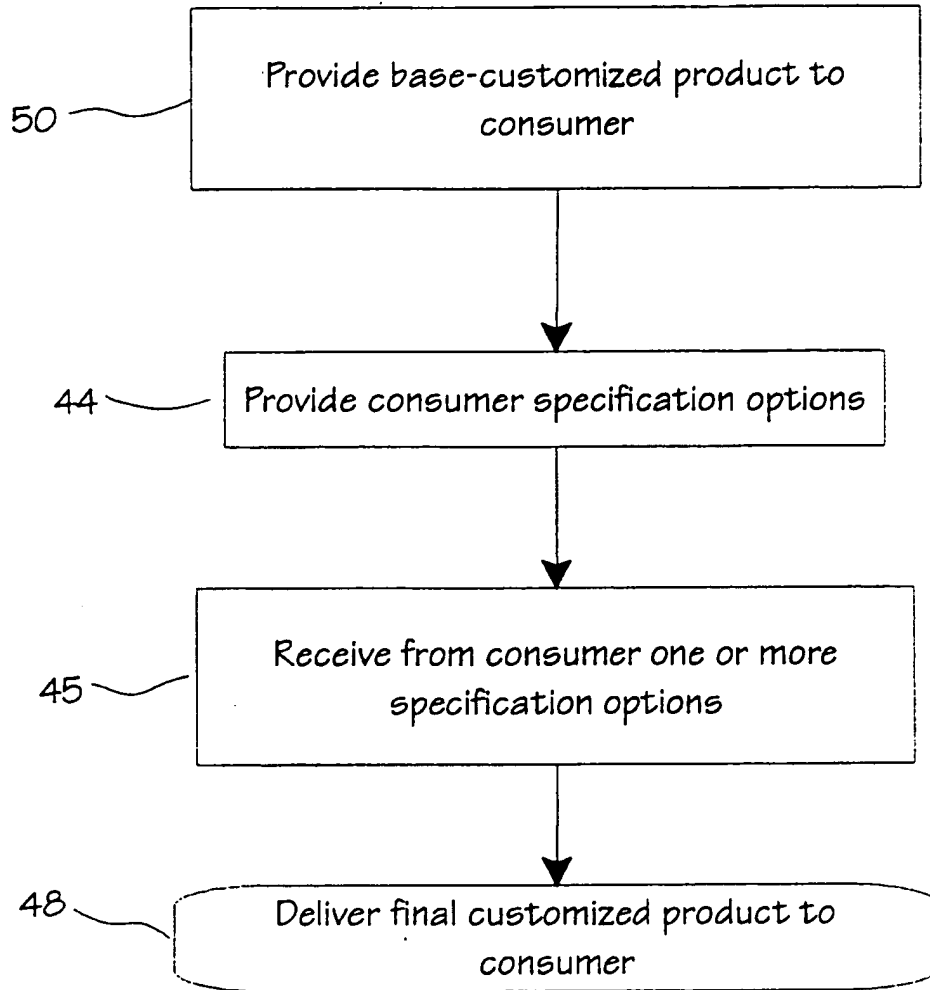 Provide base-customized product to
consumer
50
44
Provide consumer specification options
Receive from consumer one or more
specification options
45
48
Deliver final customized product to
consumer